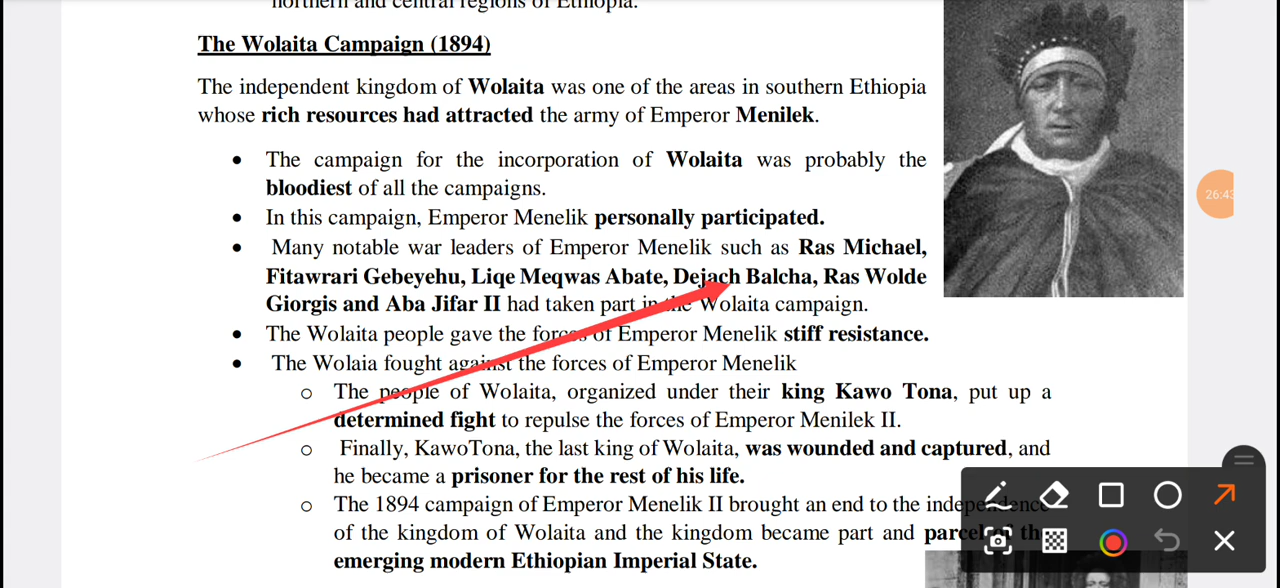 northern and central regions of Ethiopia.
The Wolaita Campaign (1894)
The independent kingdom of Wolaita was one of the areas in southern Ethiopia
whose rich resources had attracted the army of Emperor Menilek.
• The campaign for the incorporation of Wolaita was probably the
bloodiest of all the campaigns.
• In this campaign, Emperor Menelik personally participated.
• Many notable war leaders of Emperor Menelik such as Ras Michael,
Fitawrari Gebeyehu, Liqe Meqwas Abate, Dejach Balcha, Ras Wolde
Giorgis and Aba Jifar II had taken part in the Wolaita campaign.
• The Wolaita people gave the forces of Emperor Menelik stiff resistance.
• The Wolaia fought against the forces of Emperor Menelik
o The people of Wolaita, organized under their king Kawo Tona, put up a
determined fight to repulse the forces of Emperor Menilek II.
o Finally, KawoTona, the last king of Wolaita, was wounded and captured, and
he became a prisoner for the rest of his life.
o The 1894 campaign of Emperor Menelik II brought an end to the independence
of the kingdom of Wolaita and the kingdom became part and parcel of the
emerging modern Ethiopian Imperial State.
26:43